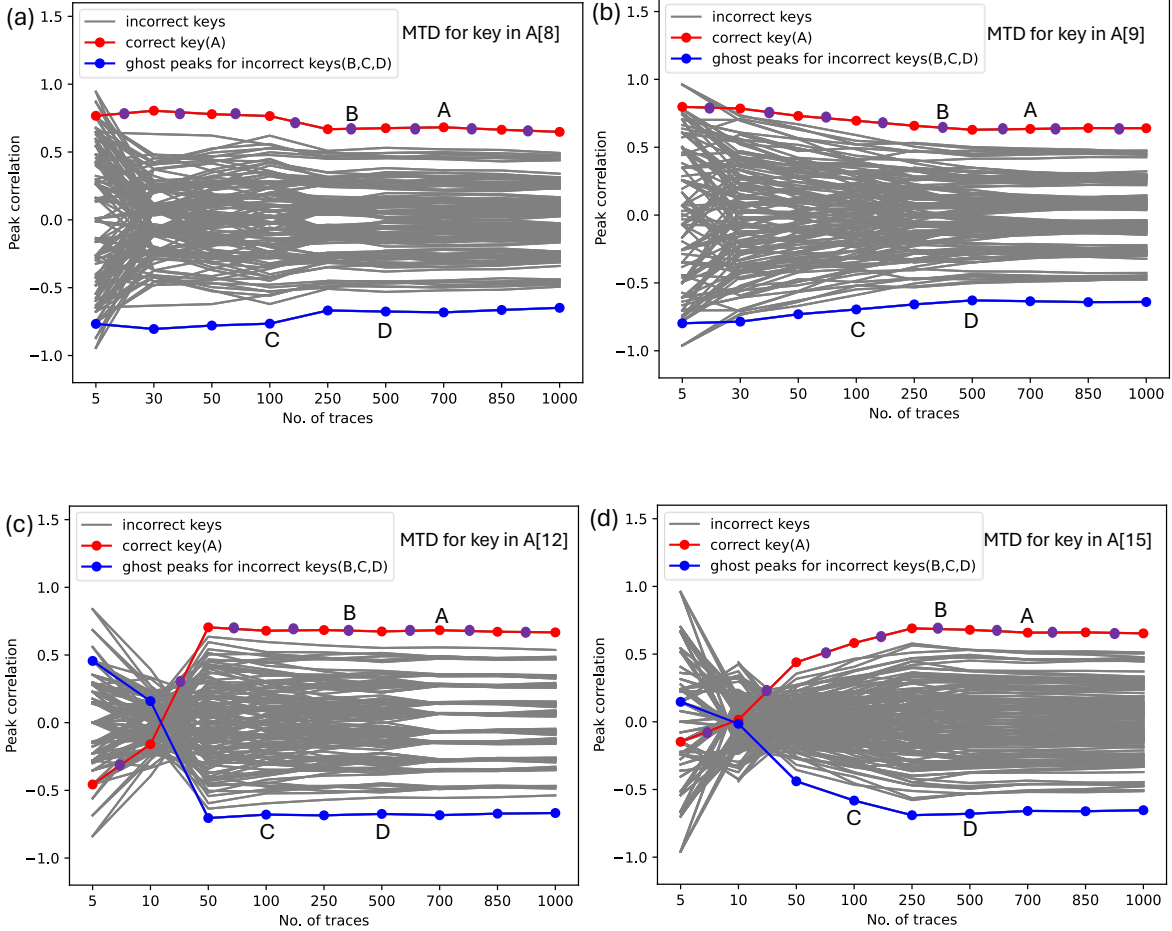 (a)
incorrect keys
correct key(A)
ghost peaks for incorrect keys(B,C,D)
MTD for key in A[8]
1.5
1.0
0.5
0.0
−0.5
−1.0
Peak correlation
B
A
C
D
5 30 50 100 250 500 700 850 1000
No. of traces
(b)
incorrect keys
correct key(A)
ghost peaks for incorrect keys(B,C,D)
MTD for key in A[9]
1.5
1.0
0.5
0.0
−0.5
−1.0
Peak correlation
B
A
C
D
5 30 50 100 250 500 700 850 1000
No. of traces
(c)
incorrect keys
correct key(A)
ghost peaks for incorrect keys(B,C,D)
MTD for key in A[12]
1.5
1.0
0.5
0.0
−0.5
−1.0
Peak correlation
B
A
C
D
5 10 50 100 250 500 700 850 1000
No. of traces
(d)
incorrect keys
correct key(A)
ghost peaks for incorrect keys(B,C,D)
MTD for key in A[15]
1.5
1.0
0.5
0.0
−0.5
−1.0
Peak correlation
B
A
C
D
5 10 50 100 250 500 700 850 1000
No. of traces